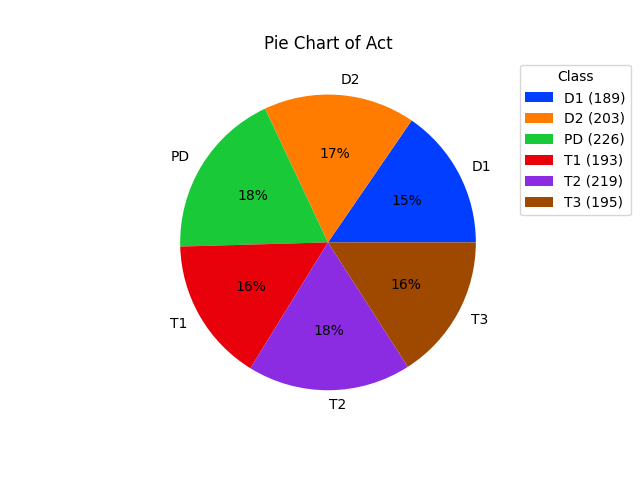 Pie Chart of Act
D1
D2
PD
T1
T2
T3
15%
17%
18%
16%
18%
16%
Class
D1 (189)
D2 (203)
PD (226)
T1 (193)
T2 (219)
T3 (195)